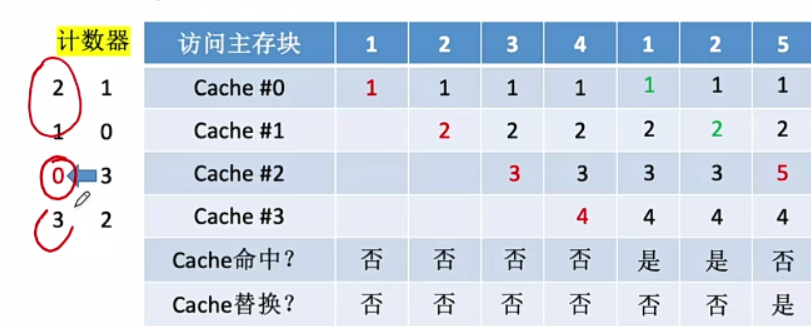 计数器 访问主存块 1 2 3 4 1 2 5
2 1 Cache #0 1 1 1 1 1 1 1
1 0 Cache #1 2 2 2 2 2 2
0 3 Cache #2 3 3 3 3 5
3 2 Cache #3 4 4 4 4
Cache命中？ 否 否 否 否 是 是 否
Cache替换？ 否 否 否 否 否 否 是